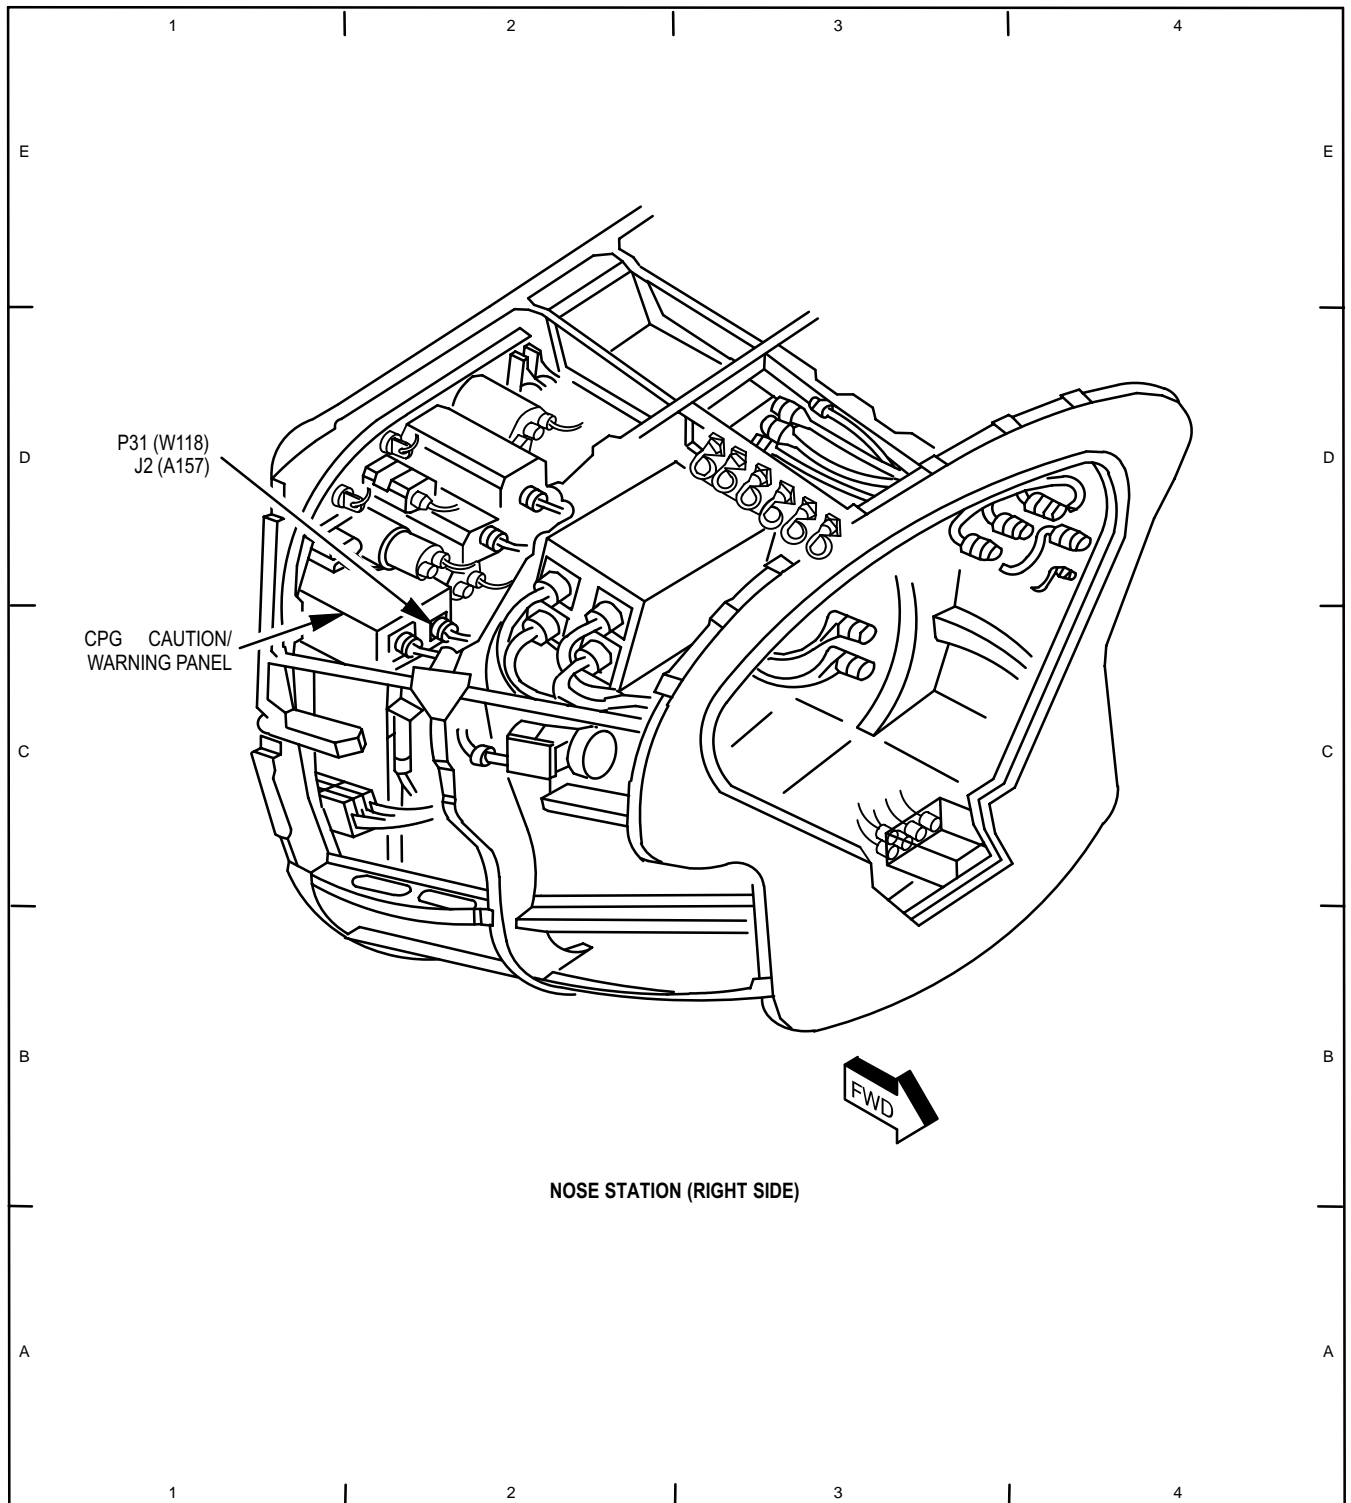 1 2 3 4
E E
P31 (W118)
J2 (A157)
D D
CPG CAUTION/
WARNING PANEL
C C
B B
FWD
NOSE STATION (RIGHT SIDE)
A A
1 2 3 4